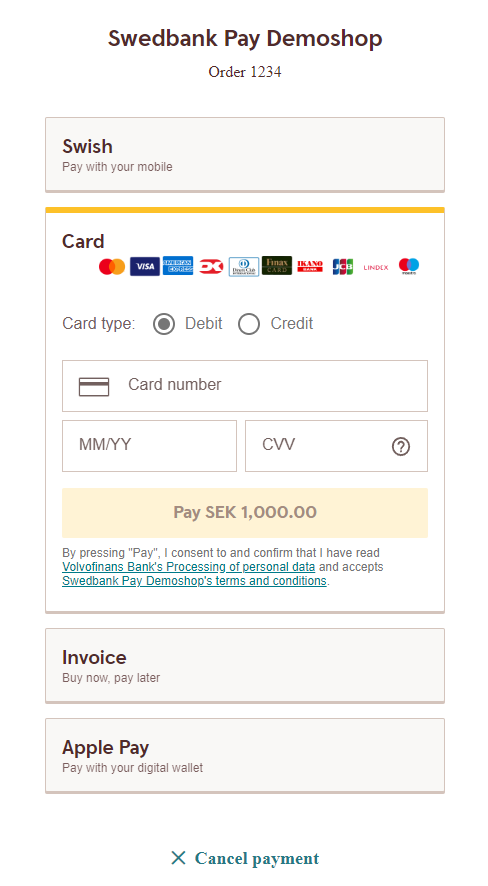 Swedbank Pay Demoshop
Order 1234
Swish
Pay with your mobile
Card
VISA AMERICAN EXPRESS Diners Club Fmax CARD IKANO BANK JCB LINDEX
Card type: Debit Credit
Card number
MM/YY CVV
Pay SEK 1,000.00
By pressing "Pay", I consent to and confirm that I have read
Volvofinans Bank's Processing of personal data and accepts
Swedbank Pay Demoshop's terms and conditions.
Invoice
Buy now, pay later
Apple Pay
Pay with your digital wallet
Cancel payment